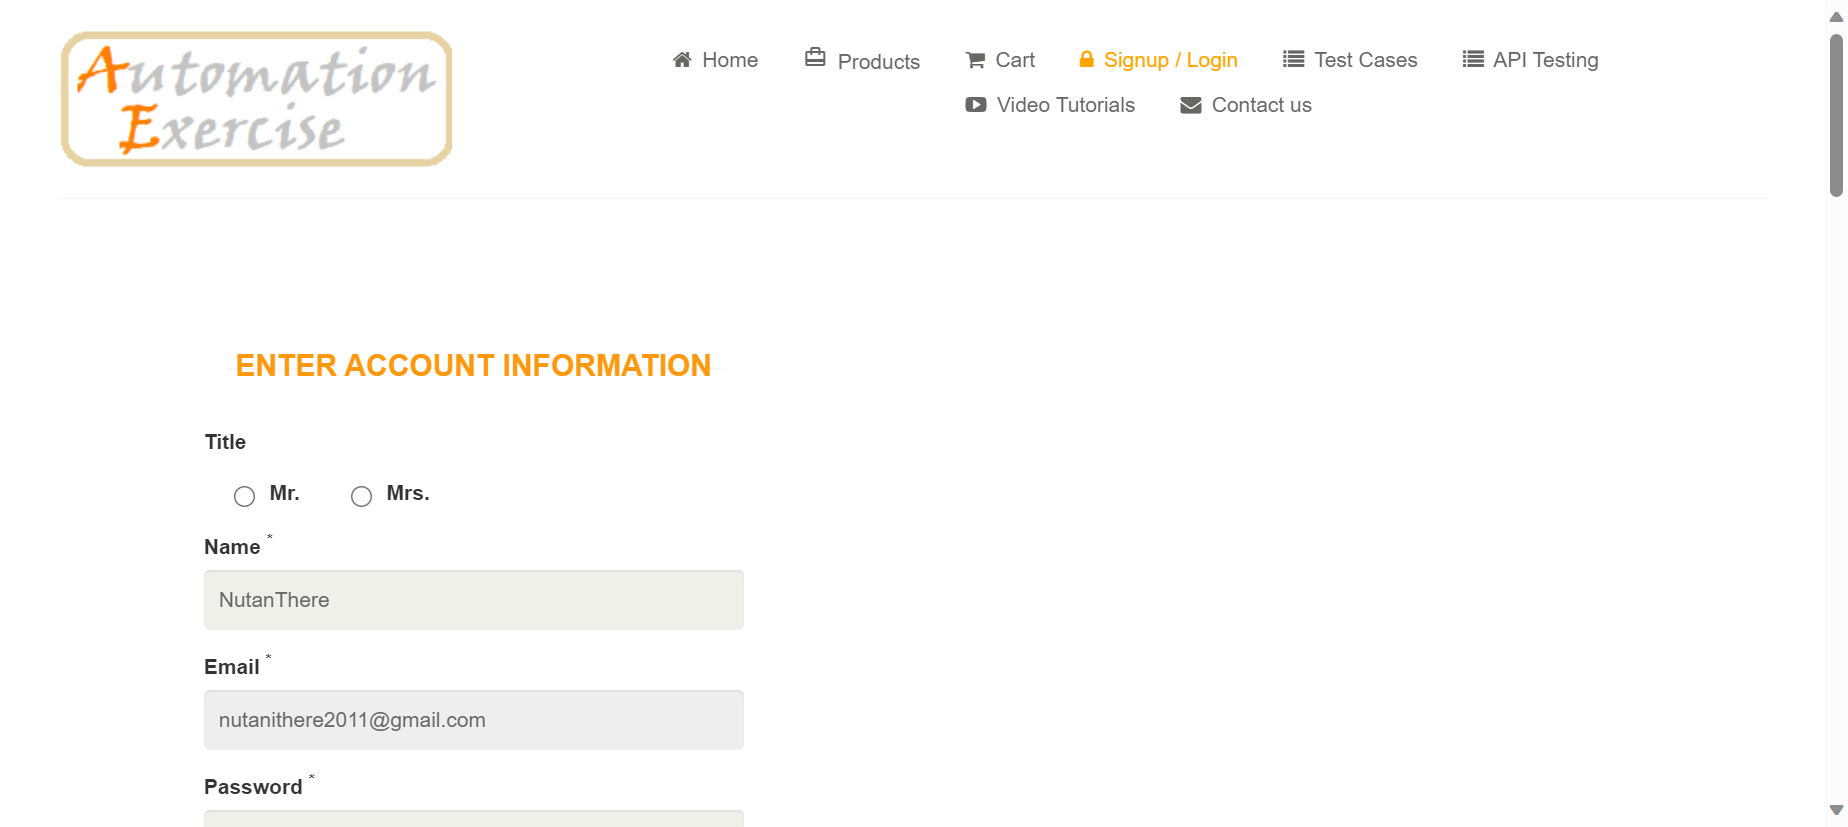 Automation
Exercise
Home Products Cart Signup / Login Test Cases API Testing
Video Tutorials Contact us
ENTER ACCOUNT INFORMATION
Title
Mr. Mrs.
Name *
NutanThere
Email *
nutanithere2011@gmail.com
Password *